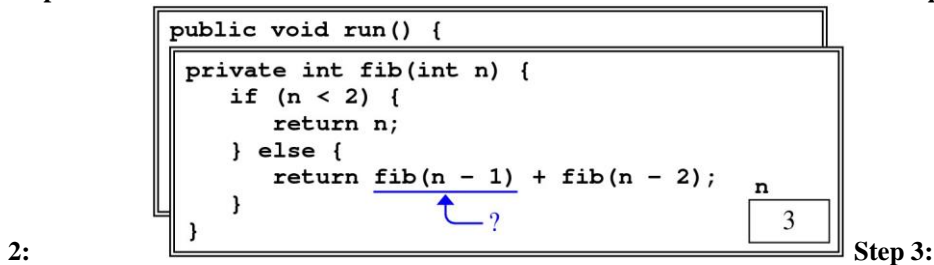 public void run() {
private int fib(int n) {
if (n < 2) {
return n;
} else {
return fib(n – 1) + fib(n – 2);
n
}
?
3
}
2:
Step 3: